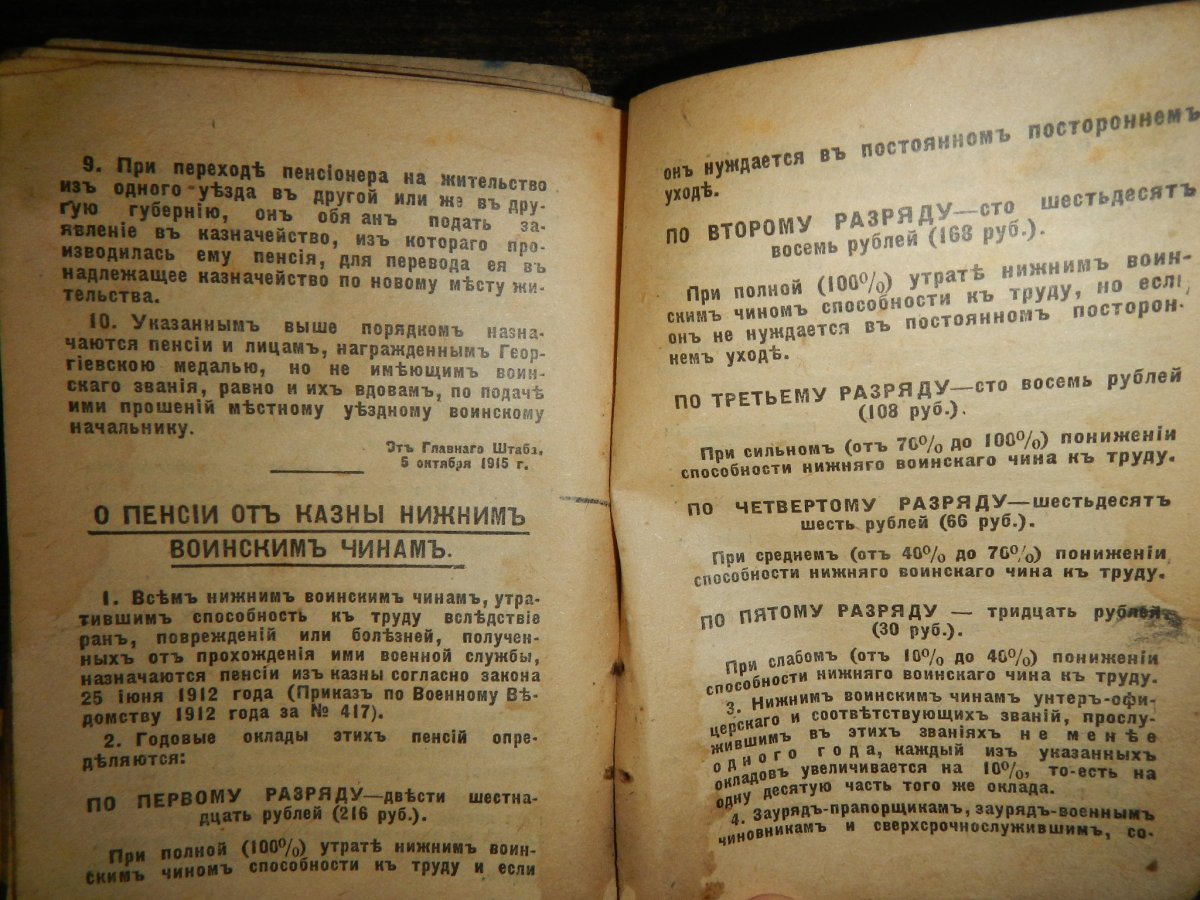 9. При переходѣ пенсіонера на жительство
изъ одного уѣзда въ другой или же въ дру-
гую губернію, онъ обя анъ подать за-
явленіе въ казначейство, изъ котораго про-
изводилась ему пенсія, для перевода ея въ
надлежащее казначейство по новому мѣсту жи-
тельства.
10. Указаннымъ выше порядкомъ назна-
чаются пенсіи и лицамъ, награжденнымъ Геор-
гіевскою медалью, но не имѣющимъ воин-
скаго званія, равно и ихъ вдовамъ, по подачѣ
ими прошеній мѣстному уѣздному воинскому
начальнику.
Отъ Главнаго Штаба,
5 октября 1915 г.
О ПЕНСІИ ОТЪ КАЗНЫ НИЖНИМЪ
ВОИНСКИМЪ ЧИНАМЪ.
1. Всѣмъ нижнимъ воинскимъ чинамъ, утра-
тившимъ способность къ труду вслѣдствіе
ран, поврежденій или болѣзней, получен-
ныхъ отъ прохожденія ими военной службы,
назначаются пенсіи изъ казны согласно закона
25 іюня 1912 года (Приказъ по Военному Вѣ-
домству 1912 года за № 417).
2. Годовые оклады этихъ пенсій опре-
дѣляются:
ПО ПЕРВОМУ РАЗРЯДУ—двѣсти шестна-
дцать рублей (216 руб.).
При полной (100%) утратѣ нижнимъ воин-
скимъ чиномъ способности къ труду и если
онъ нуждается въ постоянномъ постороннемъ
уходѣ.
ПО ВТОРОМУ РАЗРЯДУ—сто шестьдесятъ
восемь рублей (168 руб.).
При полной (100%) утратѣ нижнимъ воин-
скимъ чиномъ способности къ труду, но если
онъ не нуждается въ постоянномъ посторон-
немъ уходѣ.
ПО ТРЕТЬЕМУ РАЗРЯДУ—сто восемь рублей
(108 руб.).
При сильномъ (отъ 70% до 100%) пониженіи
способности нижняго воинскаго чина къ труду.
ПО ЧЕТВЕРТОМУ РАЗРЯДУ—шестьдесятъ
шесть рублей (66 руб.).
При среднемъ (отъ 40% до 70%) пониженіи
способности нижняго воинскаго чина къ труду.
ПО ПЯТОМУ РАЗРЯДУ — тридцать рублей
(30 руб.).
При слабомъ (отъ 10% до 40%) пониженіи
способности нижняго воинскаго чина къ труду.
3. Нижнимъ воинскимъ чинамъ унтеръ-офи-
церскаго и соотвѣтствующихъ званій, прослу-
жившимъ въ этихъ званіяхъ не менѣе
одного года, каждый изъ указанныхъ
окладовъ увеличивается на 10%, то-есть на
одну десятую часть того же оклада.
4. Заурядъ-прапорщикамъ, заурядъ-военнымъ
чиновникамъ и сверхсрочнослужившимъ, со-